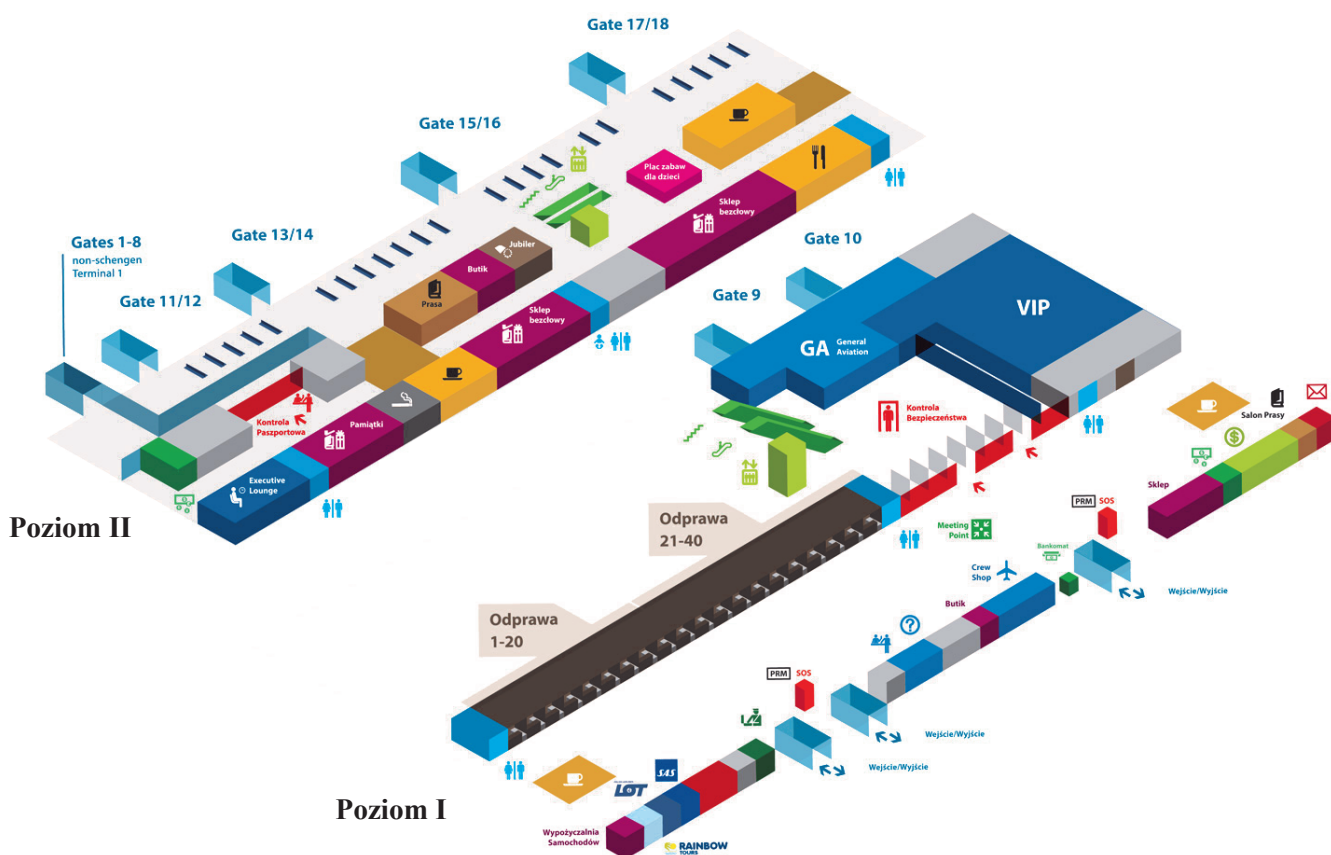 Gate 17/18
Gate 15/16
Plac zabaw
dla dzieci
Sklep
bezcłowy
Gates 1-8
non-schengen
Terminal 1
Gate 13/14
Jubiler
Butik
Prasa
Gate 10
Gate 11/12
Gate 9
VIP
Sklep
bezcłowy
GA
General
Aviation
Kontrola
Paszportowa
Pamiątki
Kontrola
Bezpieczeństwa
Salon Prasy
$
Executive
Lounge
Sklep
Poziom II
PRM
SOS
Odprawa
21-40
Meeting
Point
Bankomat
Crew
Shop
Wejście/Wyjście
Butik
Odprawa
1-20
?
PRM
SOS
Wejście/Wyjście
Wejście/Wyjście
SAS
LOT
Poziom I
Wypożyczalnia
Samochodów
RAINBOW
TOURS